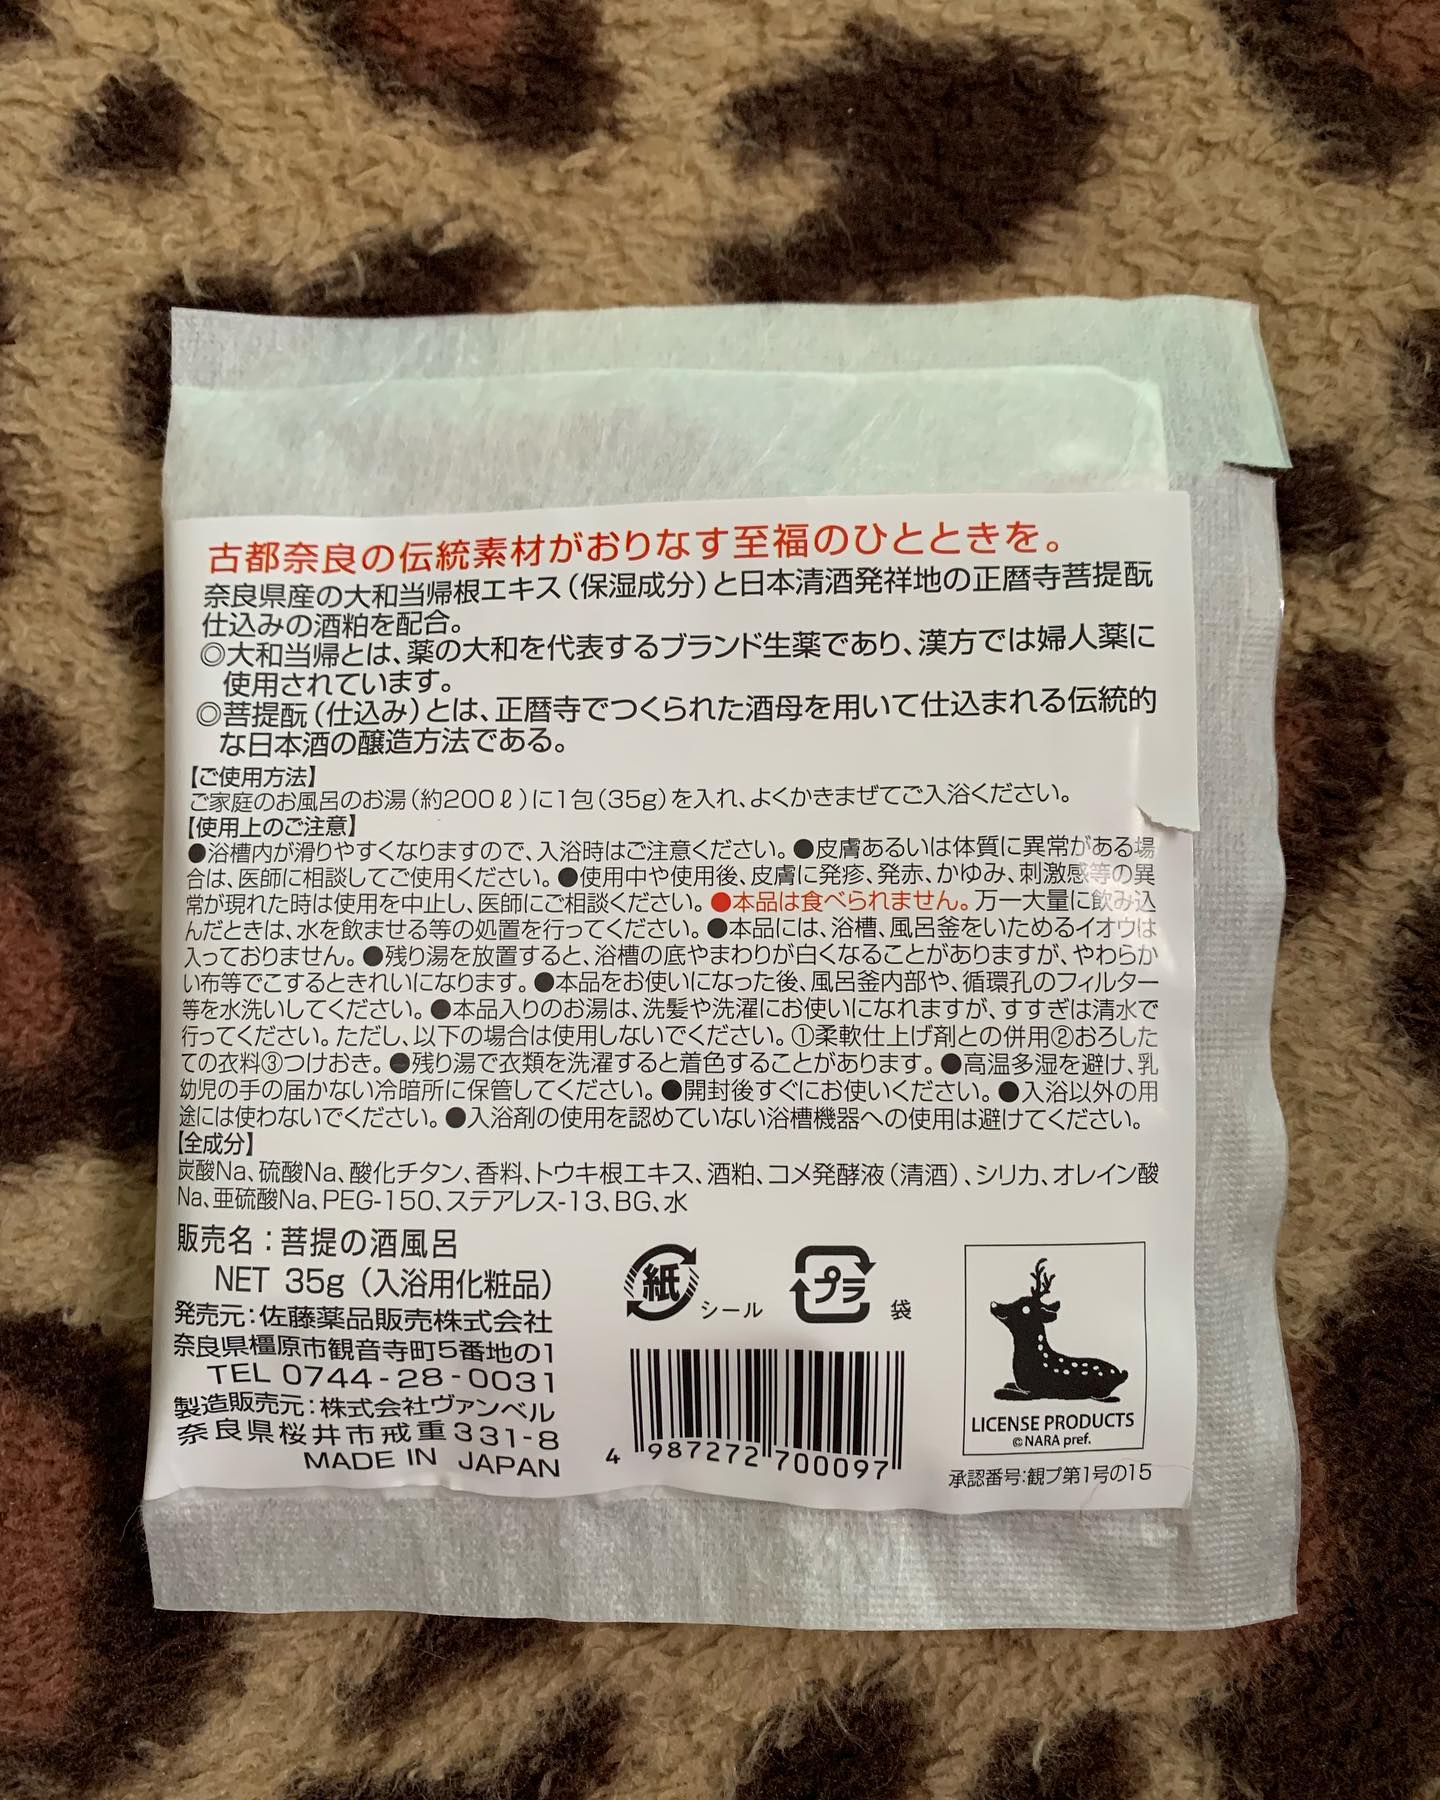 古都奈良の伝統素材がおりなす至福のひとときを。
奈良県産の大和当帰根エキス(保湿成分)と日本清酒発祥地の正暦寺菩提酛
仕込みの酒粕を配合。
◎大和当帰とは、薬の大和を代表するブランド生薬であり、漢方では婦人薬に
使用されています。
◎菩提酛(仕込み)とは、正暦寺でつくられた酒母を用いて仕込まれる伝統的
な日本酒の醸造方法である。
【ご使用方法】
ご家庭のお風呂のお湯(約200ℓ)に1包(35g)を入れ、よくかきまぜてご入浴ください。
【使用上のご注意】
●浴槽内が滑りやすくなりますので、入浴時はご注意ください。●皮膚あるいは体質に異常がある場
合は、医師に相談してご使用ください。●使用中や使用後、皮膚に発疹、発赤、かゆみ、刺激感等の異
常が現れた時は使用を中止し、医師にご相談ください。●本品は食べられません。万一大量に飲み込
んだときは、水を飲ませる等の処置を行ってください。●本品には、浴槽、風呂釜をいためるイオウは
入っておりません。●残り湯を放置すると、浴槽の底やまわりが白くなることがありますが、やわらか
い布等でこするときれいになります。●本品をお使いになった後、風呂釜内部や、循環孔のフィルター
等を水洗いしてください。●本品入りのお湯は、洗髪や洗濯にお使いになれますが、すすぎは清水で
行ってください。ただし、以下の場合は使用しないでください。①柔軟仕上げ剤との併用②おろした
ての衣料③つけおき。●残り湯で衣類を洗濯すると着色することがあります。●高温多湿を避け、乳
幼児の手の届かない冷暗所に保管してください。●開封後すぐにお使いください。●入浴以外の用
途には使わないでください。●入浴剤の使用を認めていない浴槽機器への使用は避けてください。
【全成分】
炭酸Na、硫酸Na、酸化チタン、香料、トウキ根エキス、酒粕、コメ発酵液(清酒)、シリカ、オレイン酸
Na、亜硫酸Na、PEG-150、ステアレス-13、BG、水
販売名:菩提の酒風呂
NET 35g (入浴用化粧品)
発売元:佐藤薬品販売株式会社
奈良県橿原市観音寺町5番地の1
TEL 0744-28-0031
製造販売元:株式会社ヴァンベル
奈良県桜井市戒重331-8
MADE IN JAPAN
紙 シール
プラ 袋
4 987272 700097
LICENSE PRODUCTS
©NARA pref.
承認番号:観プ第1号の15